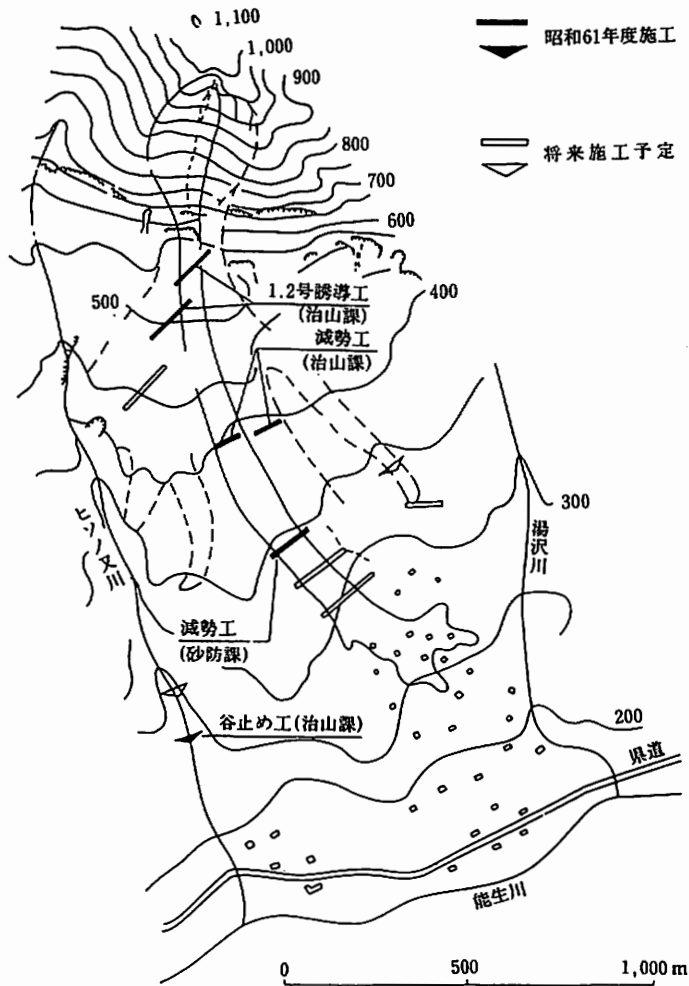 1,100
1,000
900
800
700
600
500
400
300
200
昭和61年度施工
将来施工予定
1.2号誘導工
(治山課)
減勢工
(治山課)
ヒソノ又川
湯沢川
減勢工
(砂防課)
谷止め工(治山課)
県道
能生川
0 500 1,000m